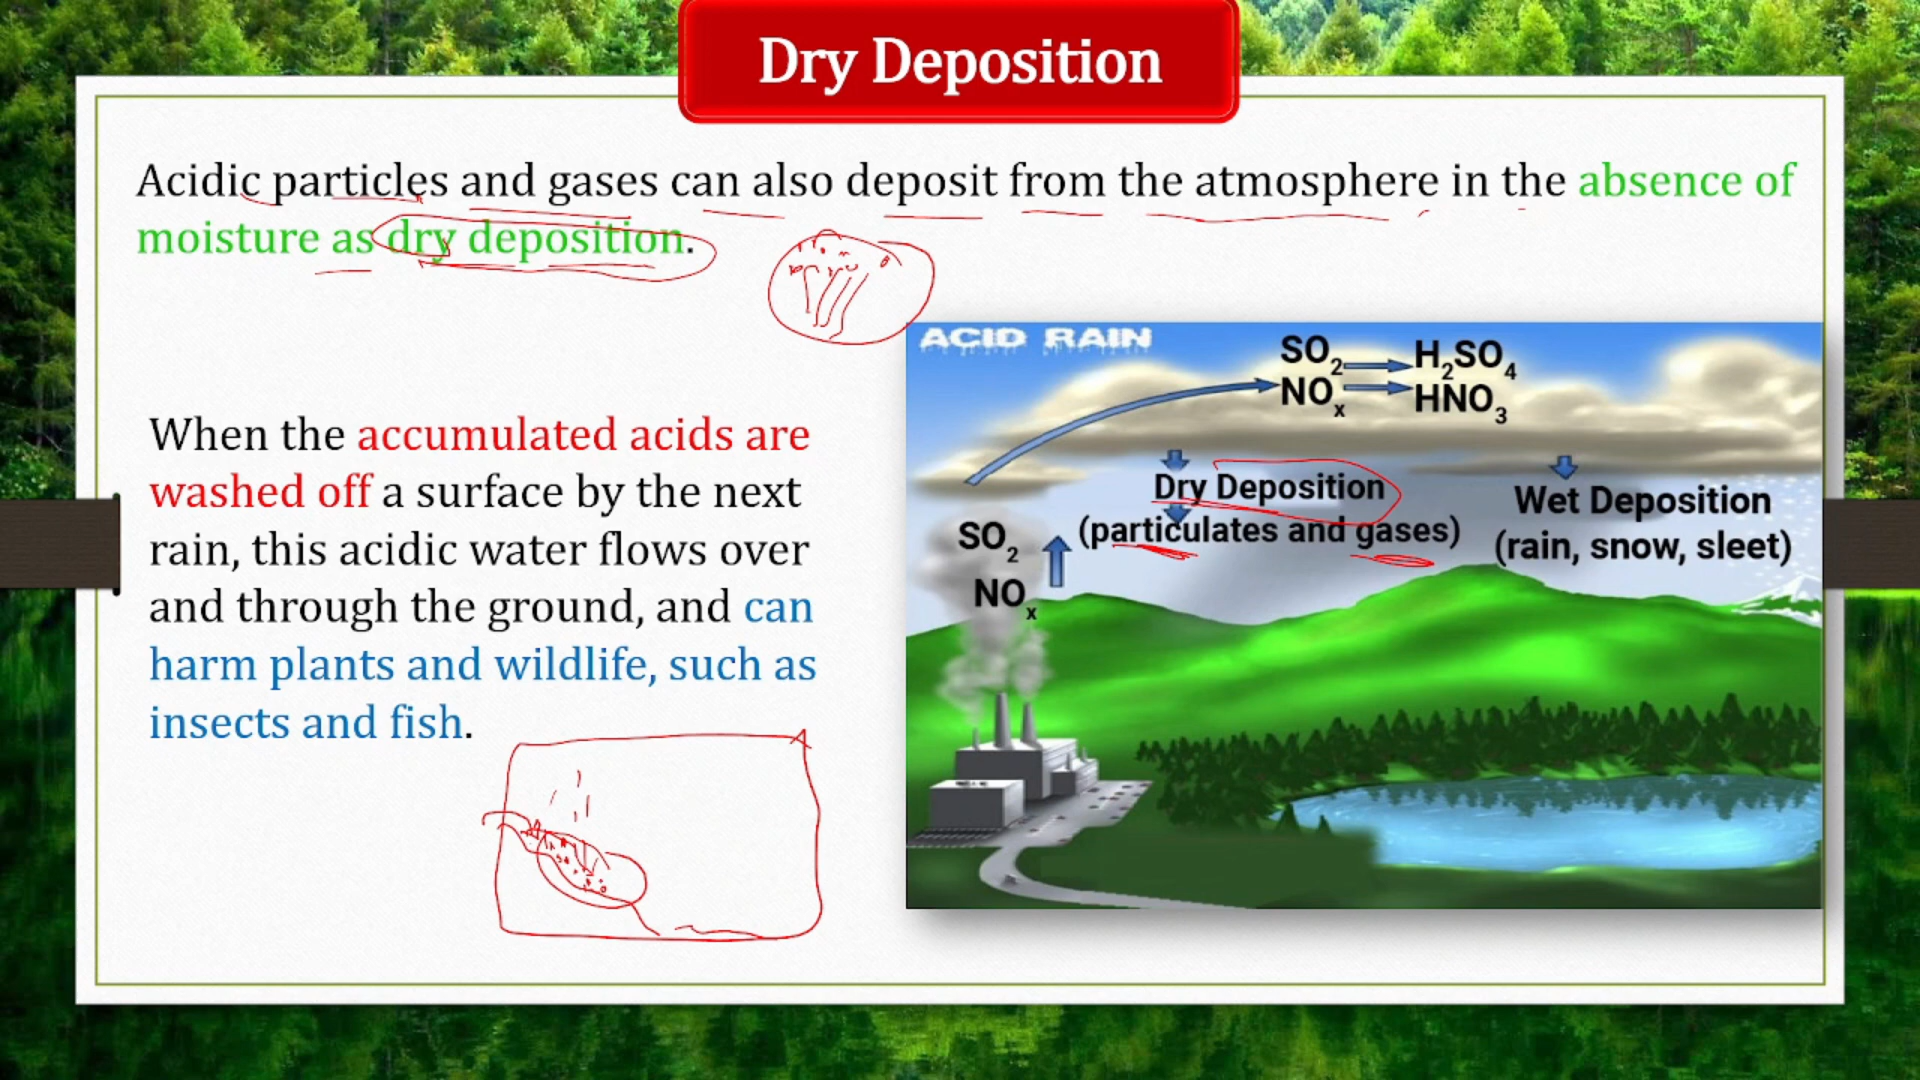 Dry Deposition
Acidic particles and gases can also deposit from the atmosphere in the absence of
moisture as dry deposition.
When the accumulated acids are
washed off a surface by the next
rain, this acidic water flows over
and through the ground, and can
harm plants and wildlife, such as
insects and fish.
ACID RAIN
SO2 H2SO4
NOx HNO3
Dry Deposition
(particulates and gases)
Wet Deposition
(rain, snow, sleet)
SO2
NOx